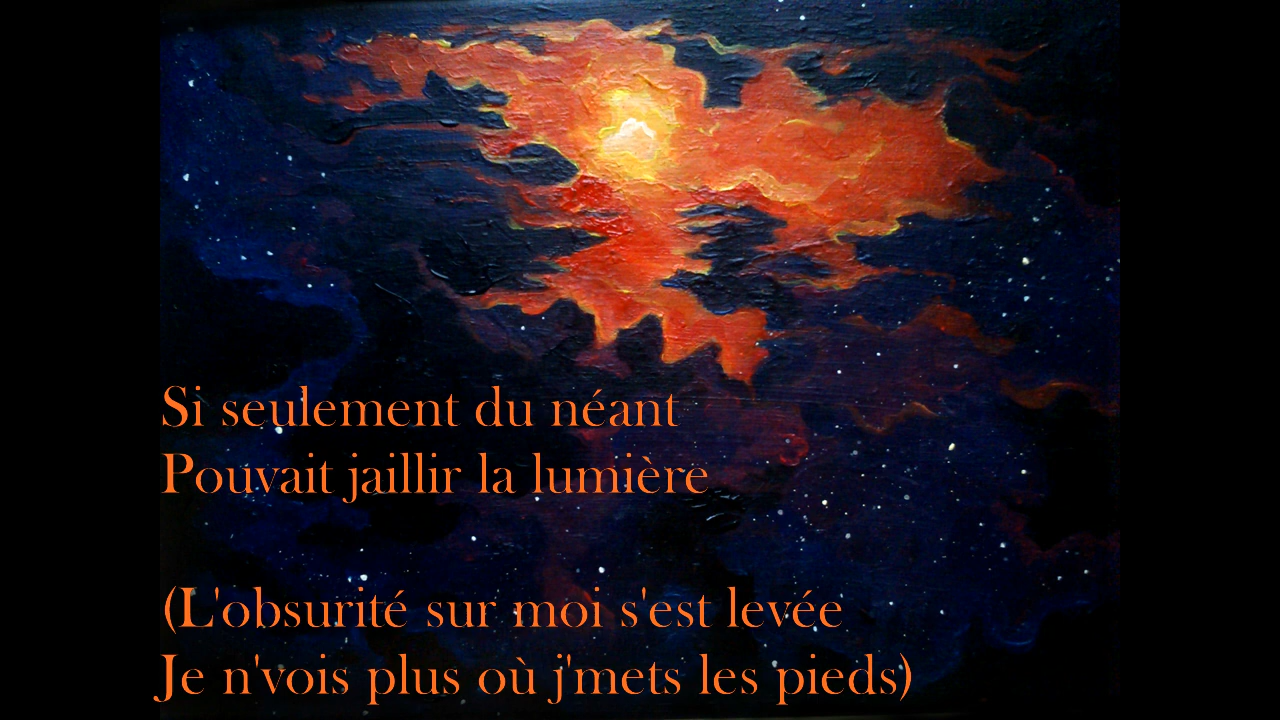 Si seulement du néant
Pouvait jaillir la lumière
(L'obsurité sur moi s'est levée
Je n'vois plus où j'mets les pieds)